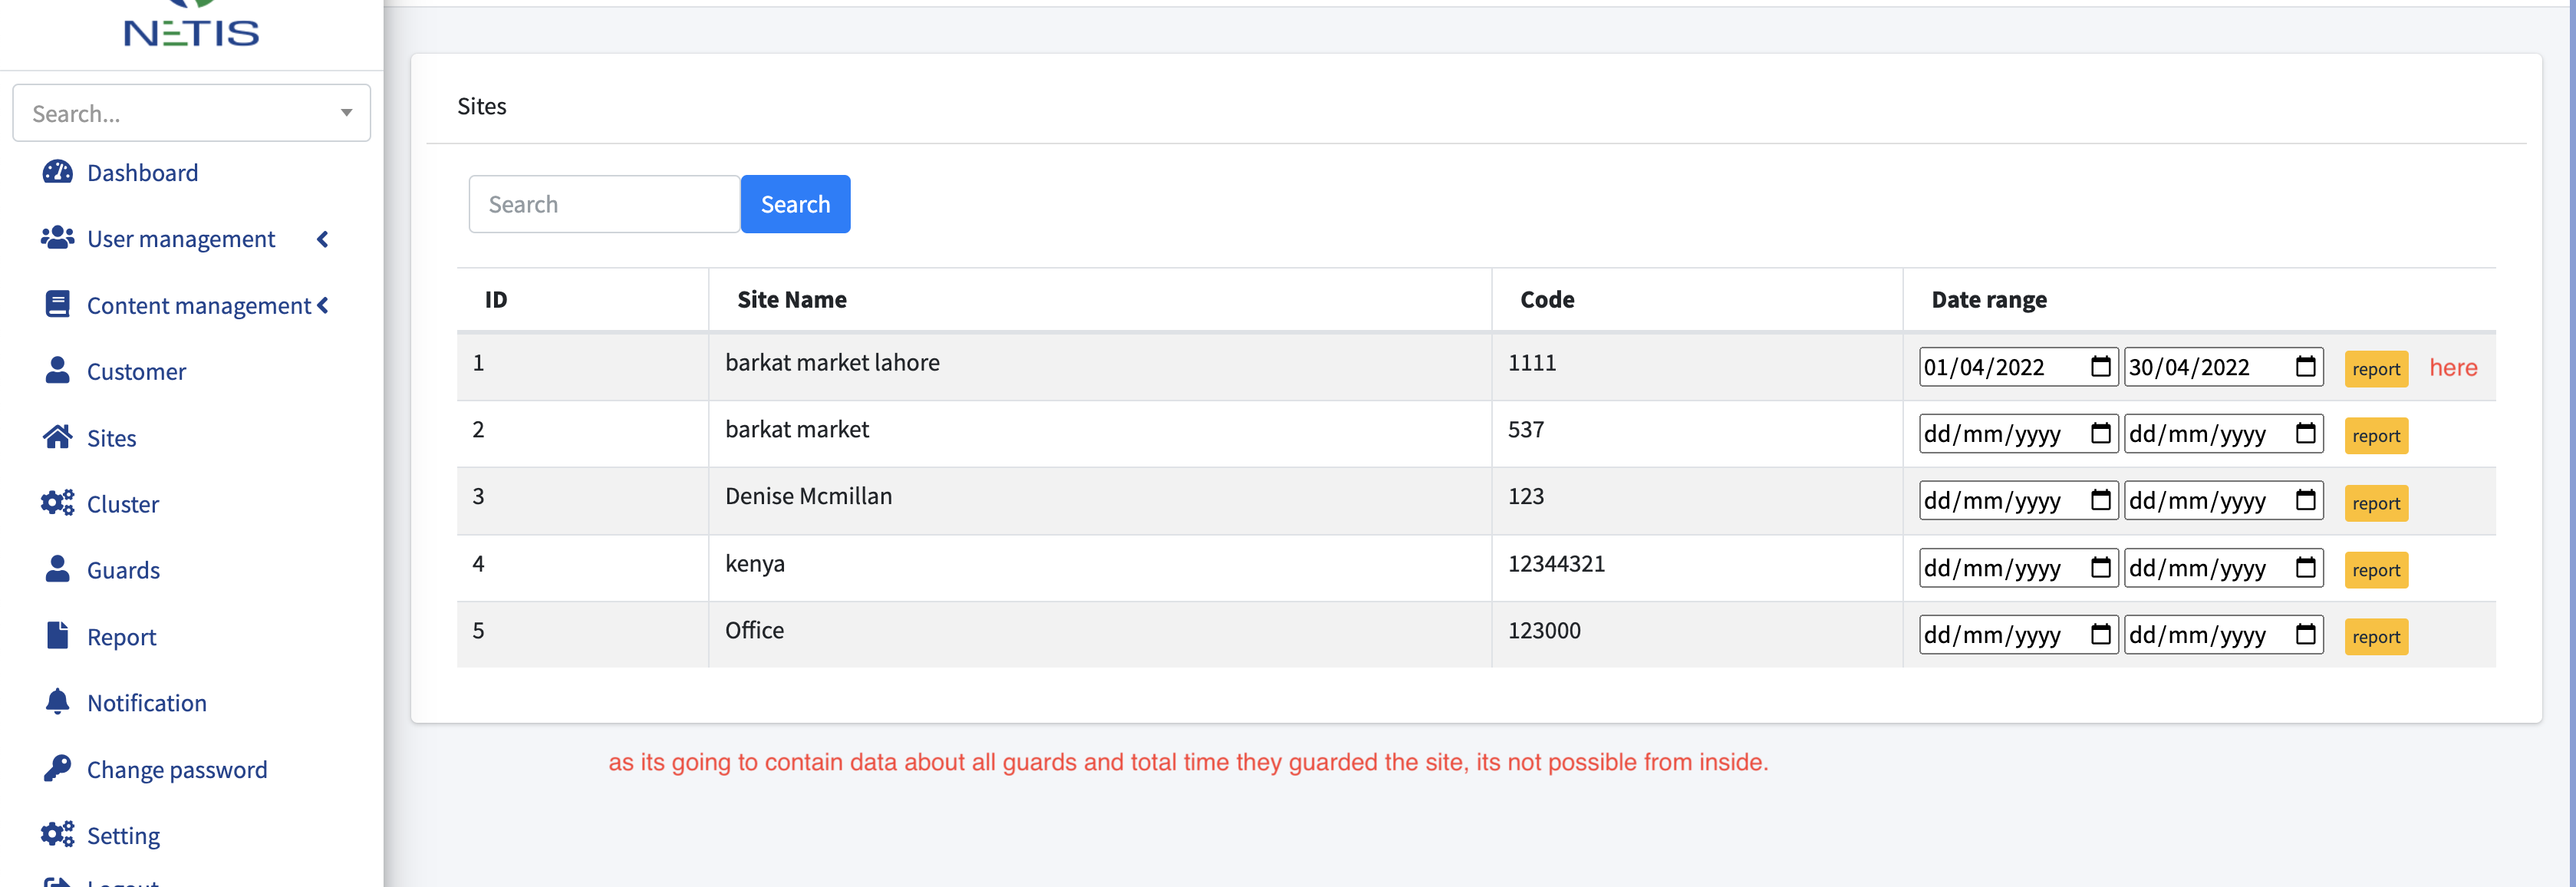 NETIS
Search...
Dashboard
User management
Content management
Customer
Sites
Cluster
Guards
Report
Notification
Change password
Setting
Logout
Sites
Search Search
ID Site Name Code Date range
1 barkat market lahore 1111 01/04/2022 30/04/2022 report here
2 barkat market 537 dd/mm/yyyy dd/mm/yyyy report
3 Denise Mcmillan 123 dd/mm/yyyy dd/mm/yyyy report
4 kenya 12344321 dd/mm/yyyy dd/mm/yyyy report
5 Office 123000 dd/mm/yyyy dd/mm/yyyy report
as its going to contain data about all guards and total time they guarded the site, its not possible from inside.